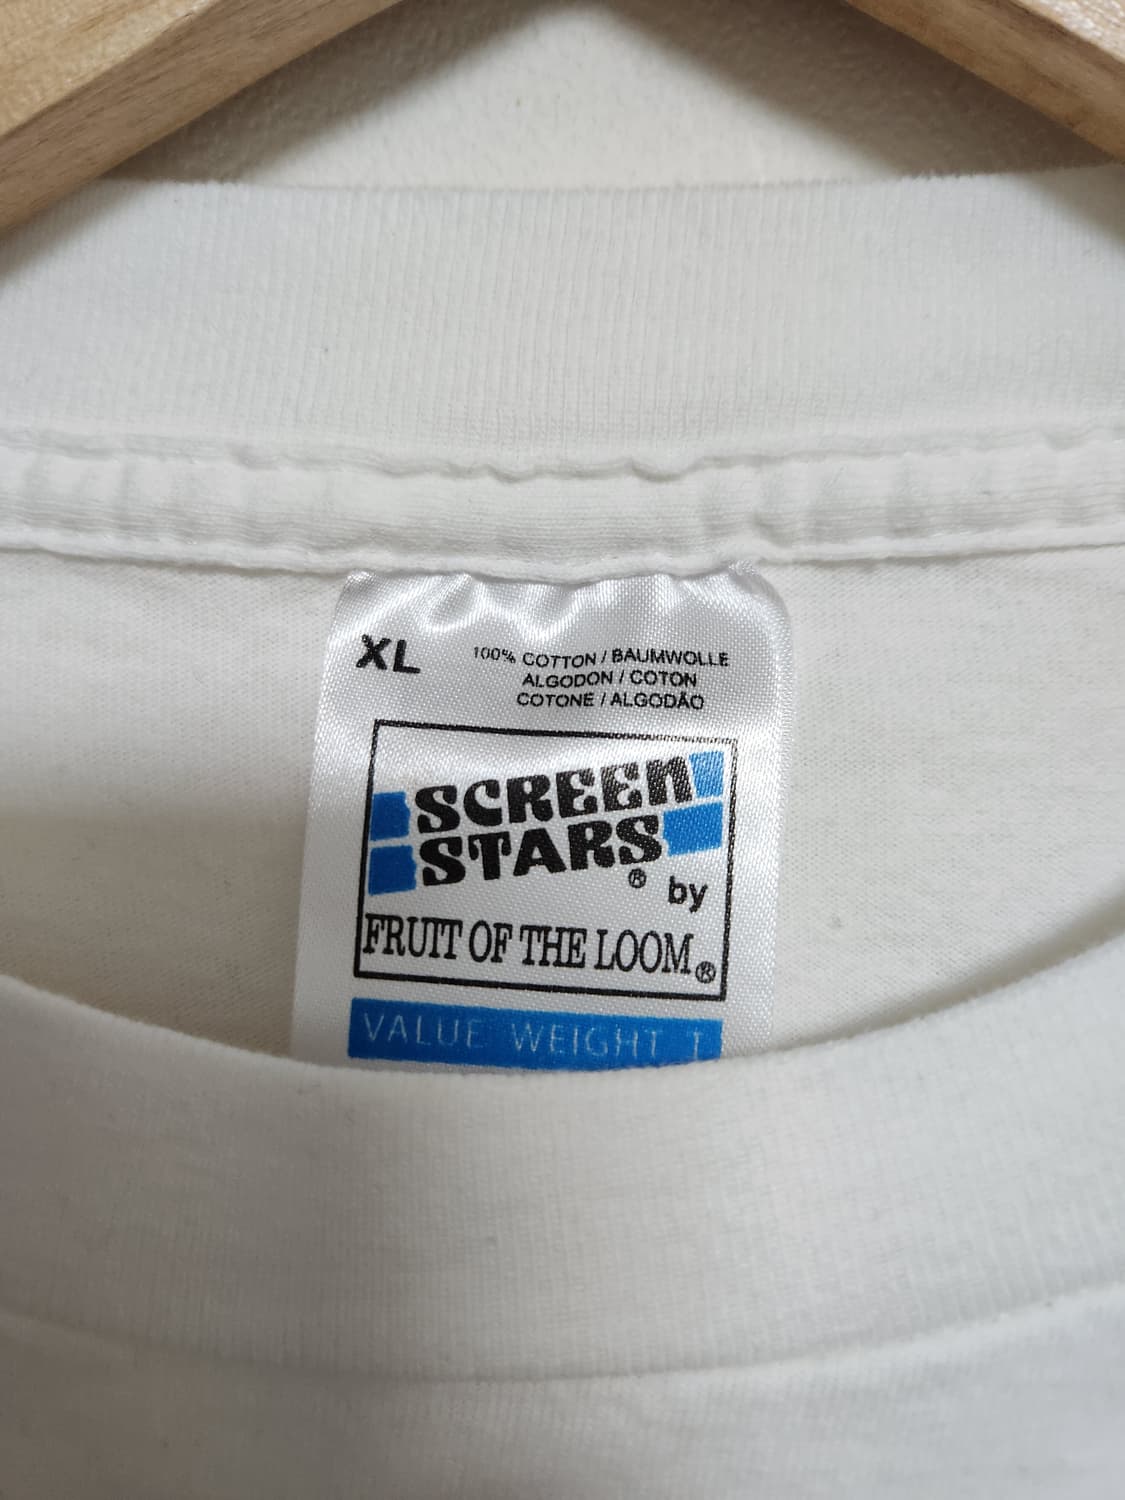 XL
100% COTTON / BAUMWOLLE
ALGODON / COTON
COTONE / ALGODÃO
SCREEN
STARS®
by
FRUIT OF THE LOOM®
VALUE WEIGHT T